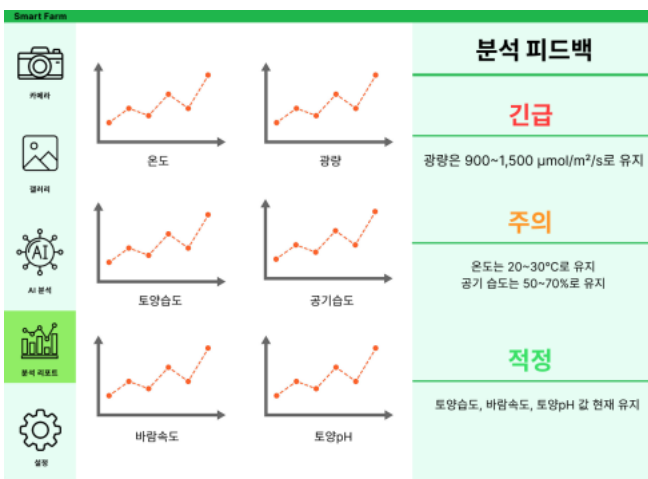 Smart Farm
카메라
갤러리
AI
AI 분석
분석 리포트
설정
온도
광량
토양습도
공기습도
바람속도
토양pH
분석 피드백
긴급
광량은 900~1,500 μmol/m²/s로 유지
주의
온도는 20~30°C로 유지
공기 습도는 50~70%로 유지
적정
토양습도, 바람속도, 토양pH 값 현재 유지